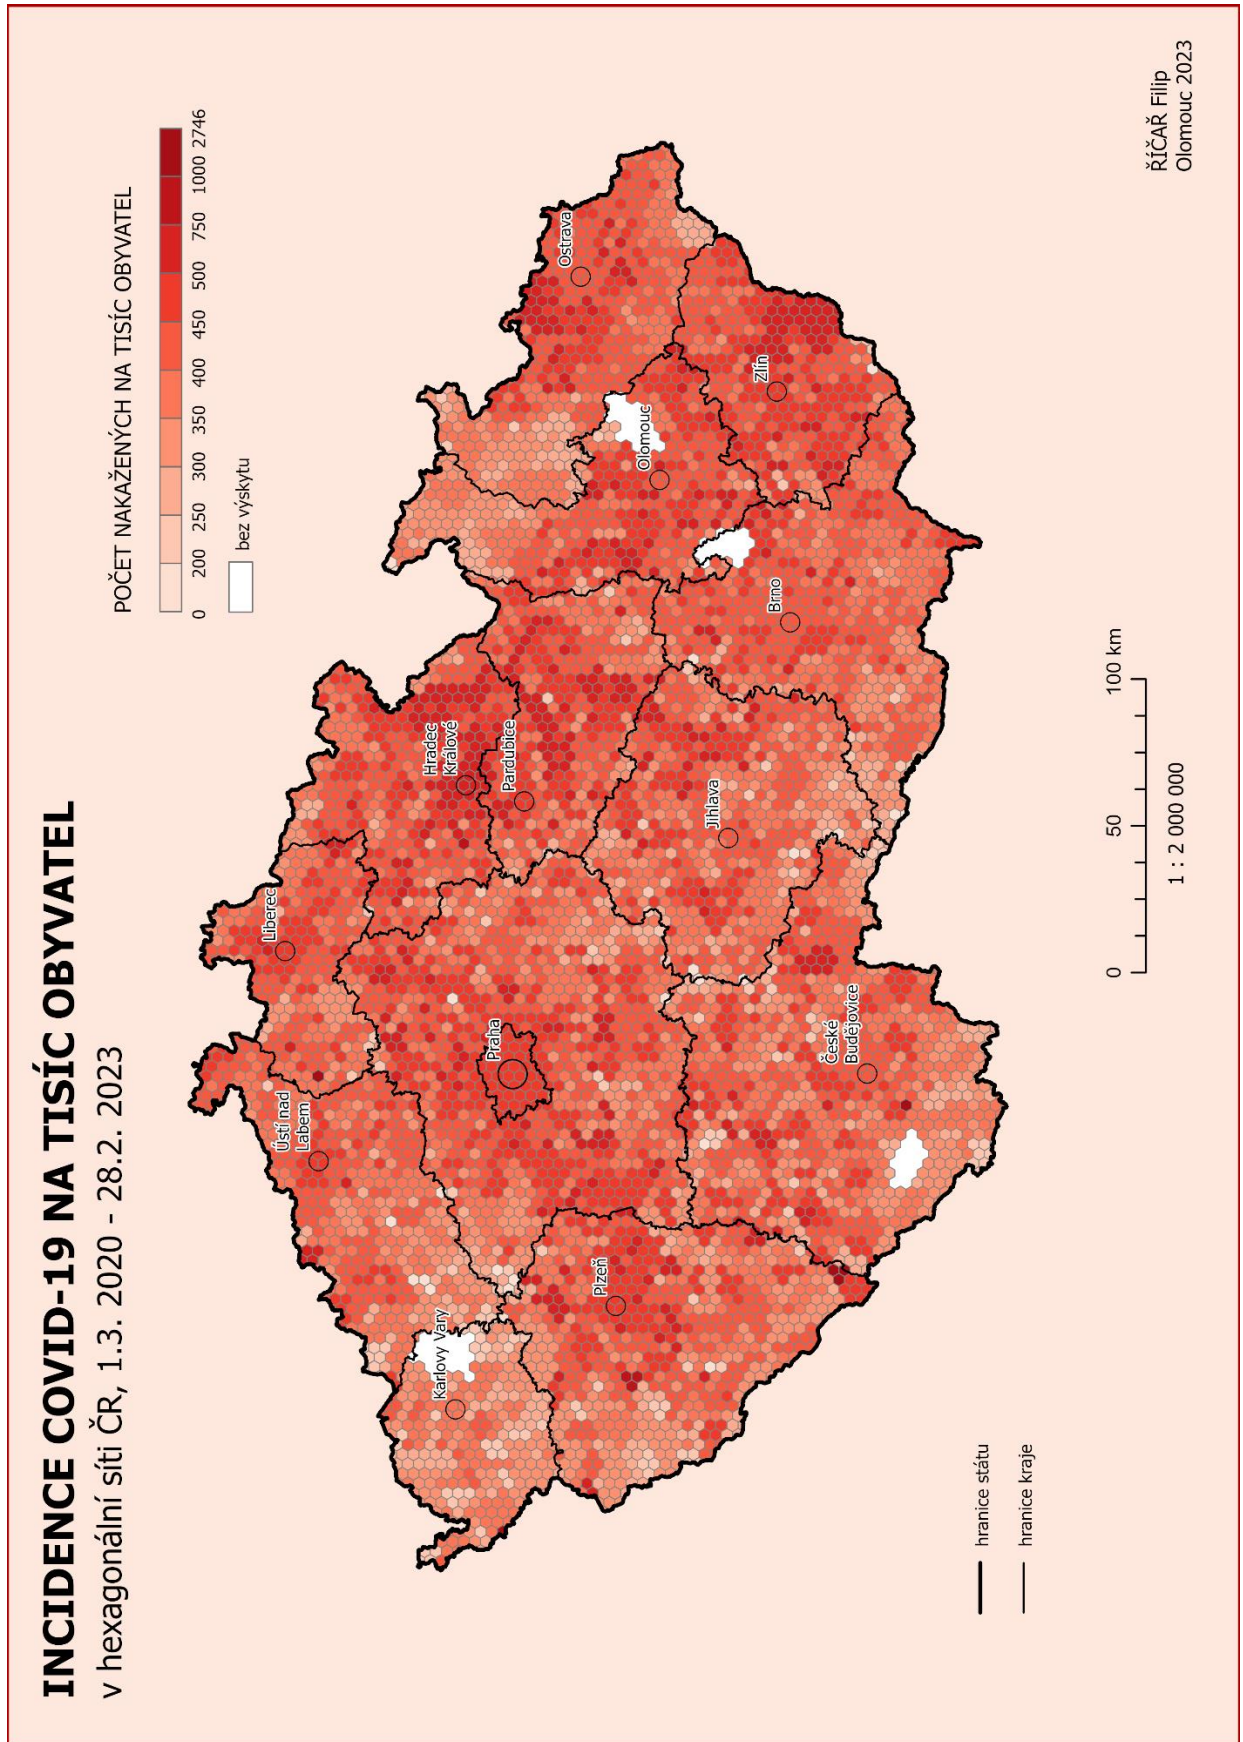 INCIDENCE COVID-19 NA TISÍC OBYVATEL
v hexagonální síti ČR, 1.3. 2020 - 28.2. 2023
POČET NAKAŽENÝCH NA TISÍC OBYVATEL
0 200 250 300 350 400 450 500 750 1000 2746
bez výskytu
Liberec
Ústí nad
Labem
Karlovy Vary
Praha
Hradec
Králové
Pardubice
Plzeň
Ostrava
Olomouc
Jihlava
Brno
Zlín
České
Budějovice
hranice státu
hranice kraje
0 50 100 km
1 : 2 000 000
ŘÍČAŘ Filip
Olomouc 2023